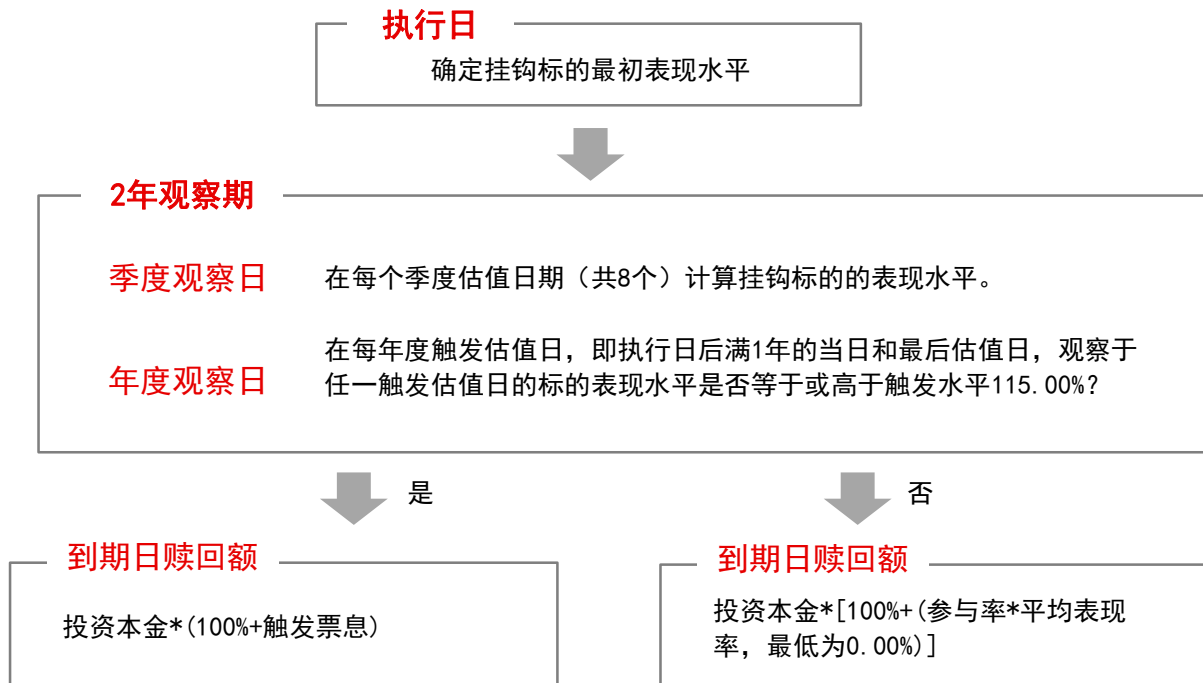 执行日
确定挂钩标的最初表现水平
2年观察期
季度观察日
在每个季度估值日期（共8个）计算挂钩标的的表现水平。
年度观察日
在每年度触发估值日，即执行日后满1年的当日和最后估值日，观察于
任一触发估值日的标的表现水平是否等于或高于触发水平115.00%?
是
否
到期日赎回额
投资本金*(100%+触发票息)
到期日赎回额
投资本金*[100%+(参与率*平均表现
率，最低为0.00%)]